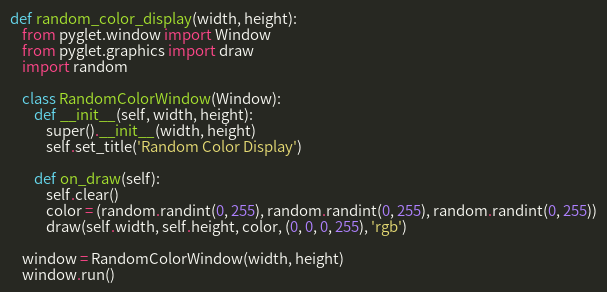 def random_color_display(width, height):
    from pyglet.window import Window
    from pyglet.graphics import draw
    import random

    class RandomColorWindow(Window):
        def __init__(self, width, height):
            super().__init__(width, height)
            self.set_title('Random Color Display')

        def on_draw(self):
            self.clear()
            color = (random.randint(0, 255), random.randint(0, 255), random.randint(0, 255))
            draw(self.width, self.height, color, (0, 0, 0, 255), 'rgb')

    window = RandomColorWindow(width, height)
    window.run()